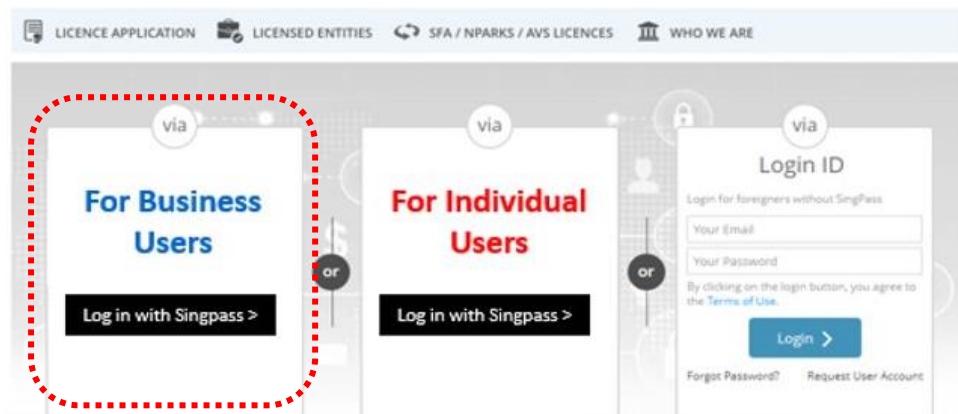 LICENCE APPLICATION LICENSED ENTITIES SFA / NPARKS / AVS LICENCES WHO WE ARE
via
For Business
Users
Log in with Singpass >
or
via
For Individual
Users
Log in with Singpass >
or
via
Login ID
Login for foreigners without SingPass
Your Email
Your Password
By clicking on the login button, you agree to
the Terms of Use.
Login >
Forgot Password? Request User Account